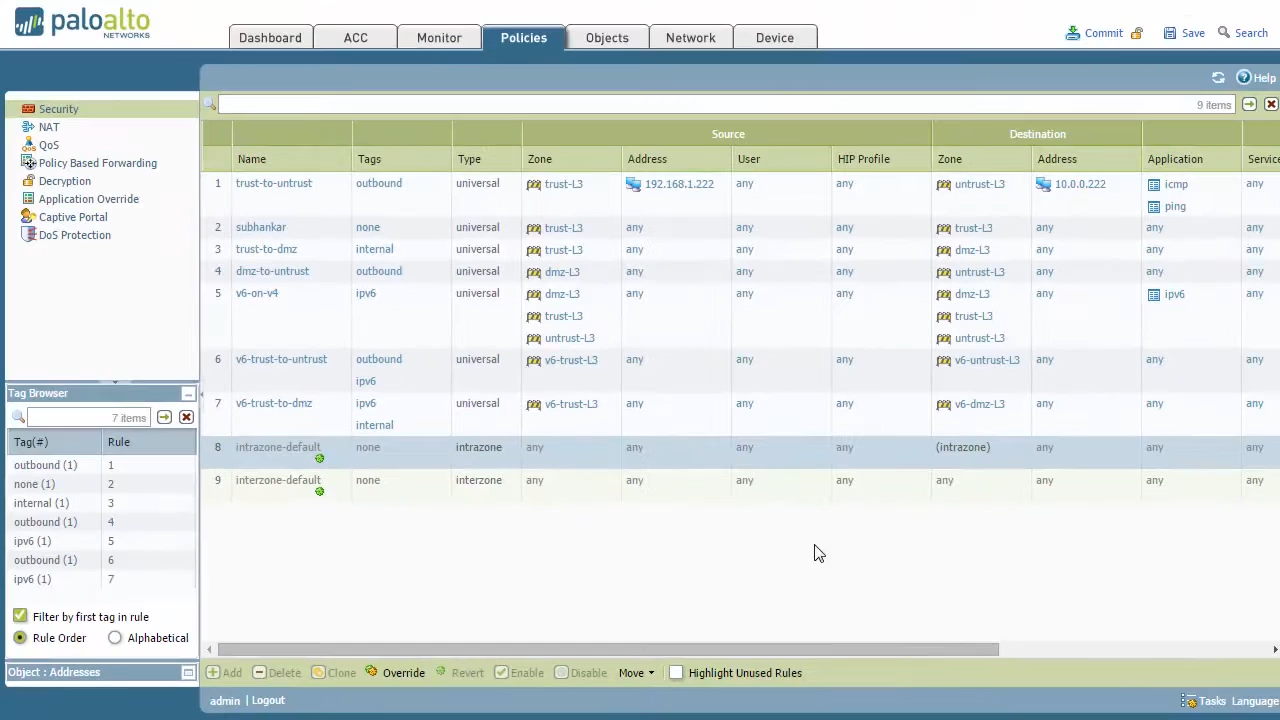 paloalto
NETWORKS
Dashboard ACC Monitor Policies Objects Network Device
Commit Save Search
Help
Security
NAT
QoS
Policy Based Forwarding
Decryption
Application Override
Captive Portal
DoS Protection
9 items
Source Destination
Name Tags Type Zone Address User HIP Profile Zone Address Application Service
1 trust-to-untrust outbound universal trust-L3 192.168.1.222 any any untrust-L3 10.0.0.222 icmp any
ping
2 subhankar none universal trust-L3 any any any trust-L3 any any any
3 trust-to-dmz internal universal trust-L3 any any any dmz-L3 any any any
4 dmz-to-untrust outbound universal dmz-L3 any any any untrust-L3 any any any
5 v6-on-v4 ipv6 universal dmz-L3 any any any dmz-L3 any ipv6 any
trust-L3 trust-L3
untrust-L3 untrust-L3
6 v6-trust-to-untrust outbound universal v6-trust-L3 any any any v6-untrust-L3 any any any
ipv6
7 v6-trust-to-dmz ipv6 universal v6-trust-L3 any any any v6-dmz-L3 any any any
internal
8 intrazone-default none intrazone any any any any (intrazone) any any any
9 interzone-default none interzone any any any any any any any any
Tag Browser
7 items
Tag(#) Rule
outbound (1) 1
none (1) 2
internal (1) 3
outbound (1) 4
ipv6 (1) 5
outbound (1) 6
ipv6 (1) 7
Filter by first tag in rule
Rule Order Alphabetical
Object : Addresses
Add Delete Clone Override Revert Enable Disable Move Highlight Unused Rules
admin | Logout
Tasks Language